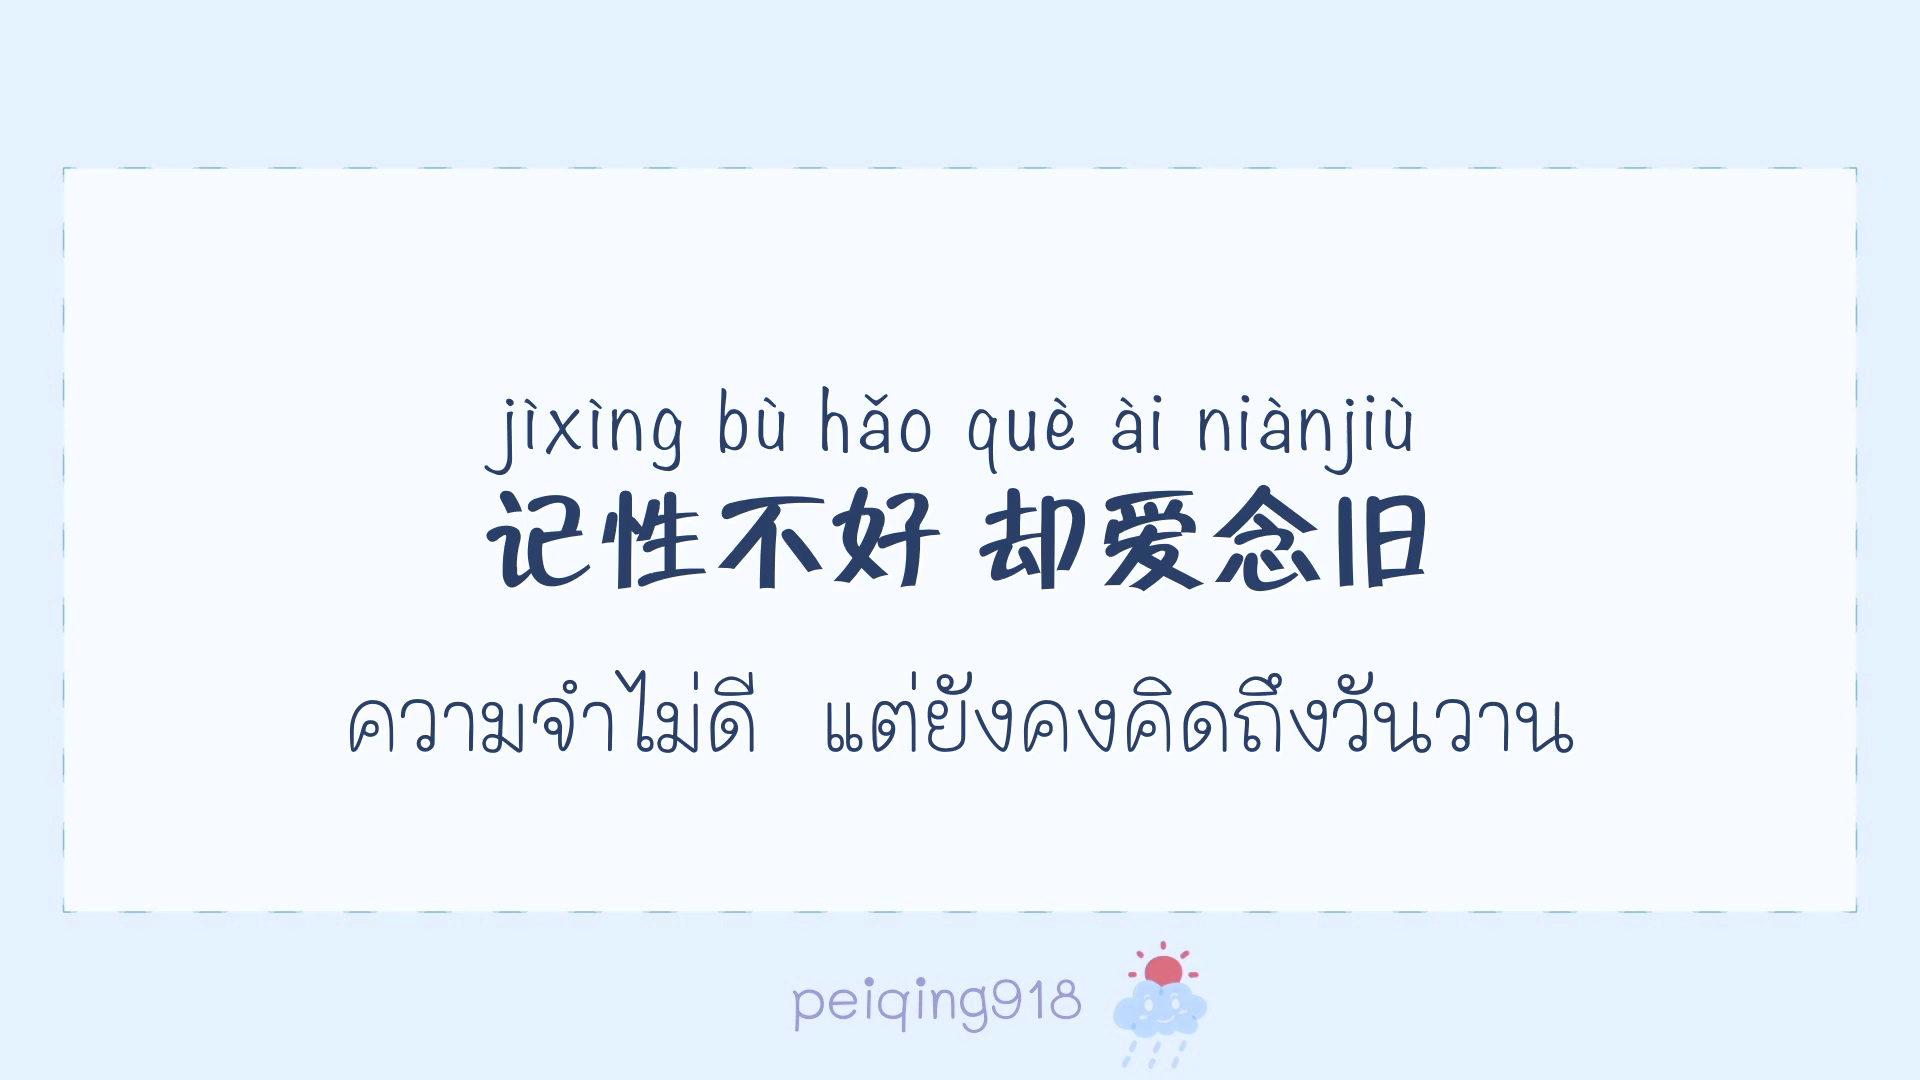 jìxìng bù hǎo què ài niànjiù
记性不好 却爱念旧
ความจำไม่ดี แต่ยังคงคิดถึงวันวาน
peiqing918